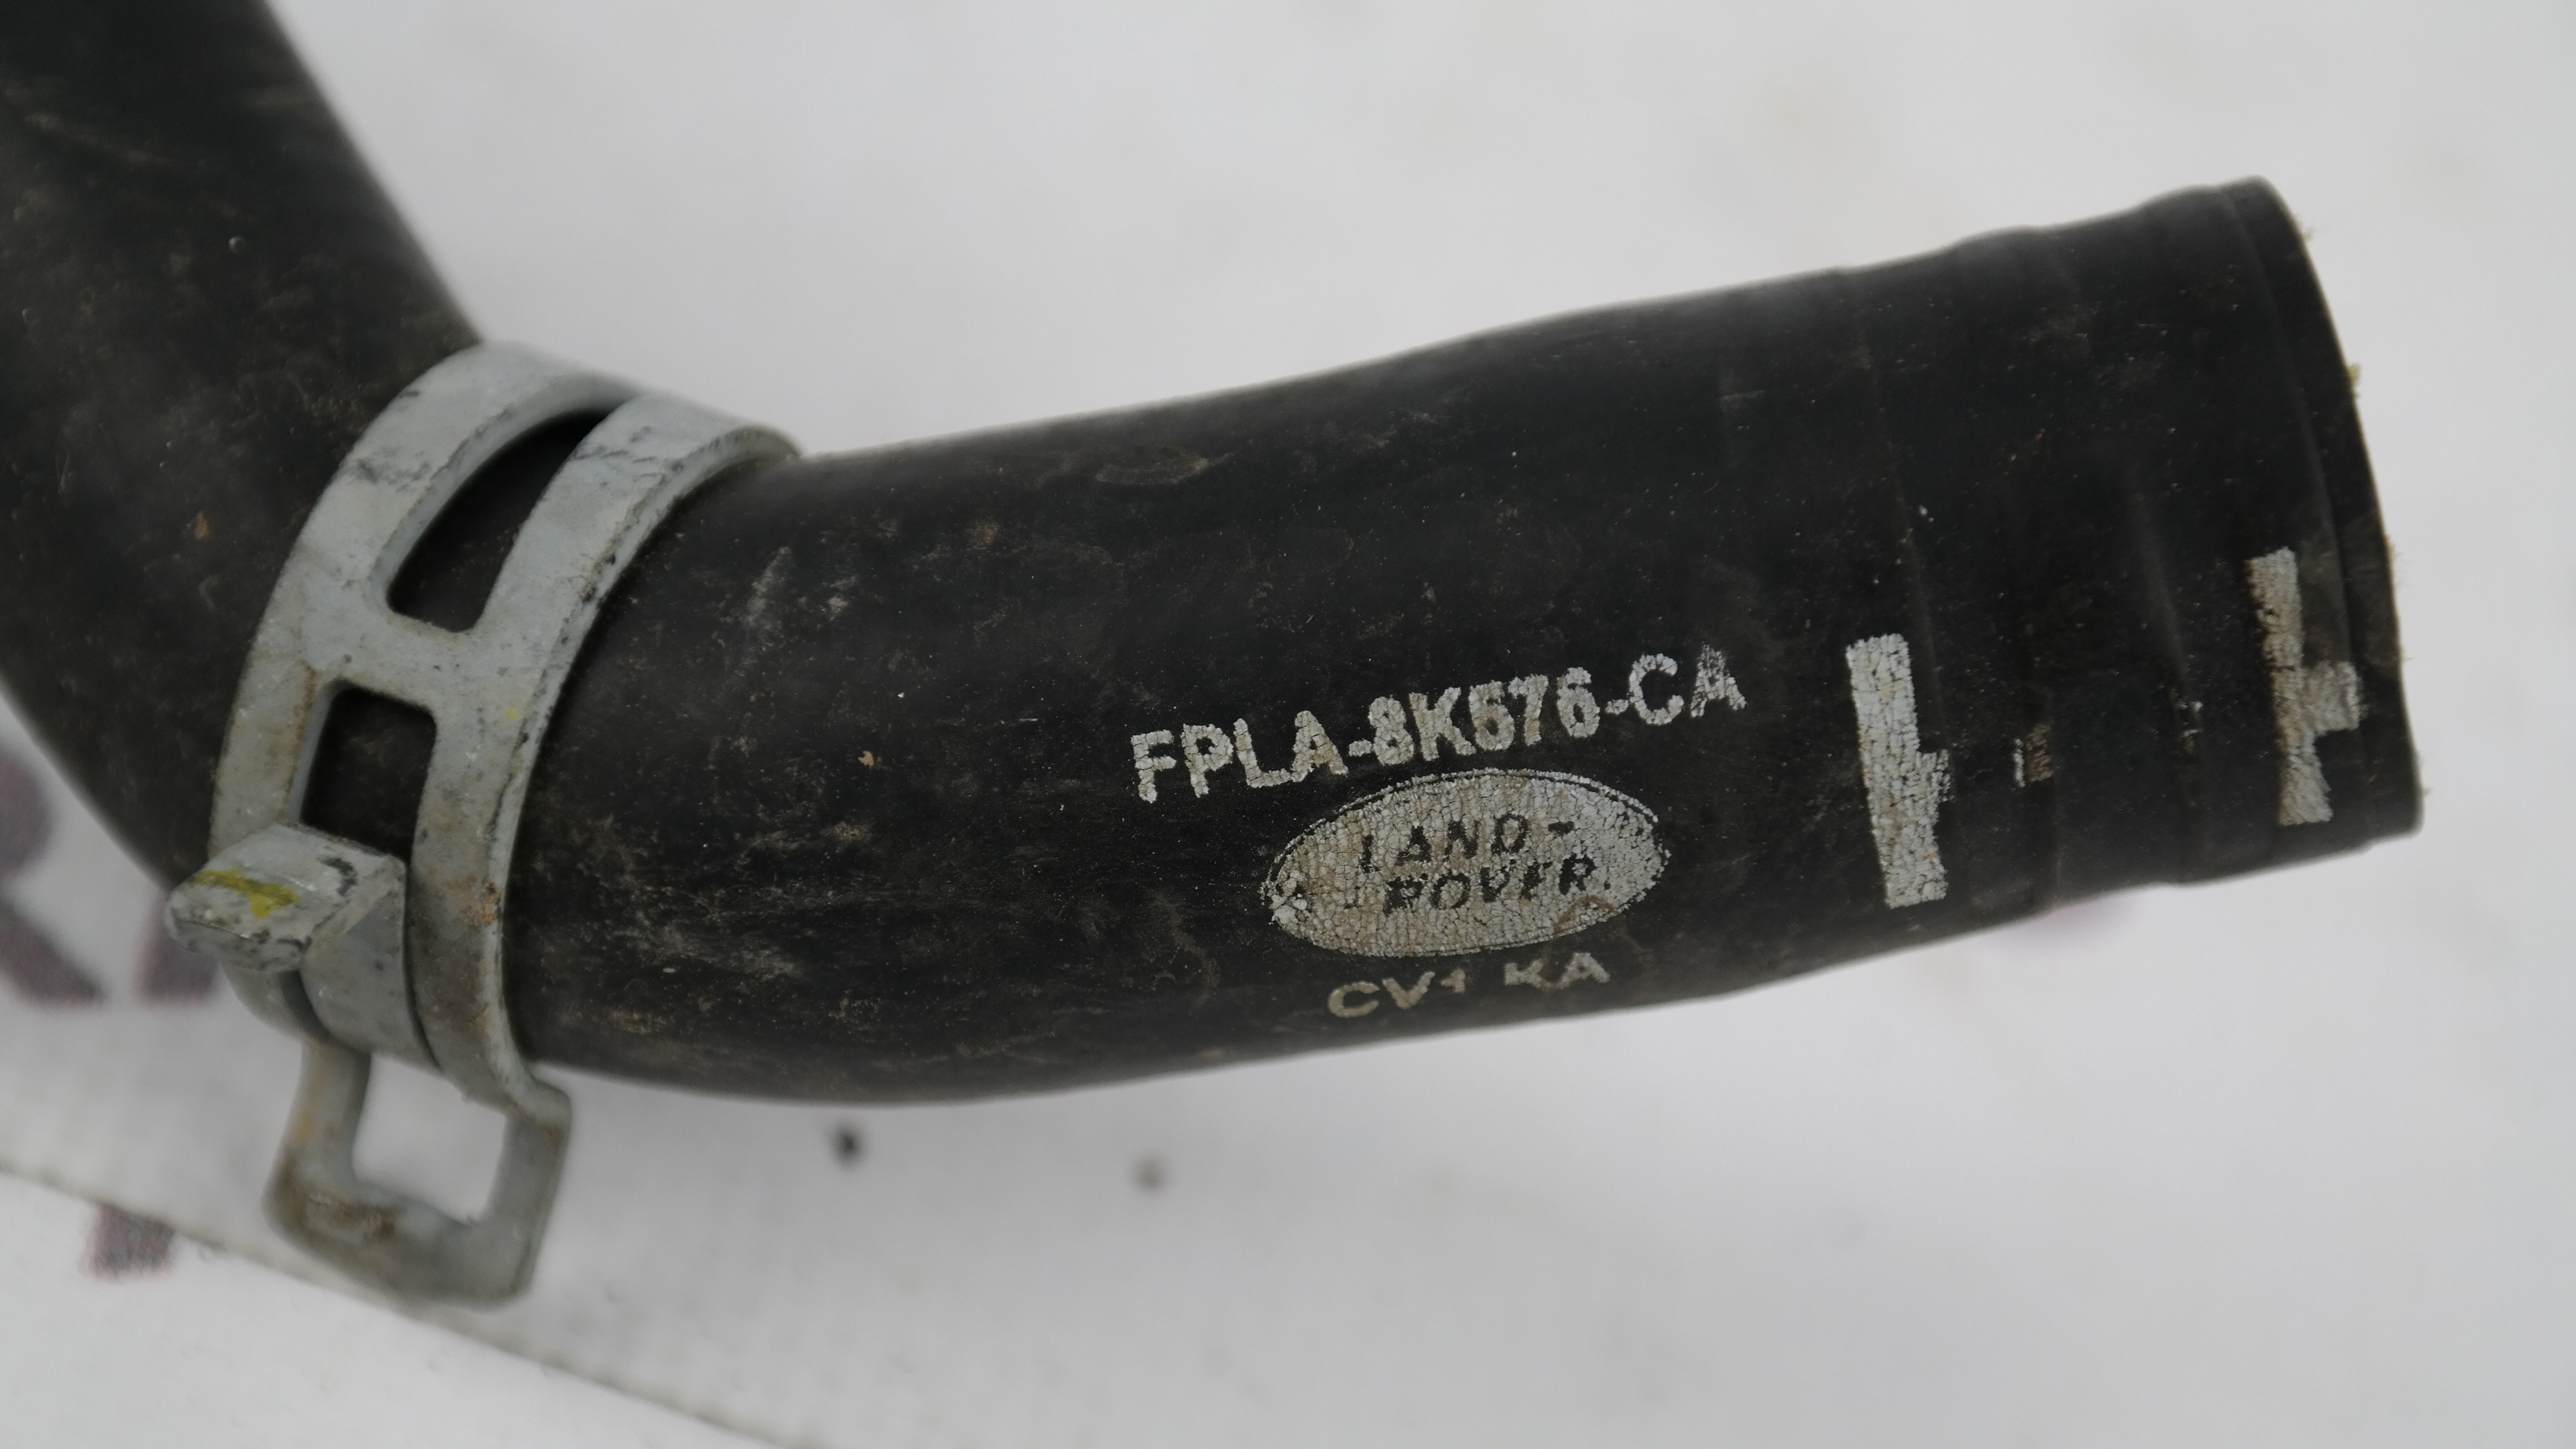 FPLA-8K576-CA
LAND-
ROVER
CV1 KA